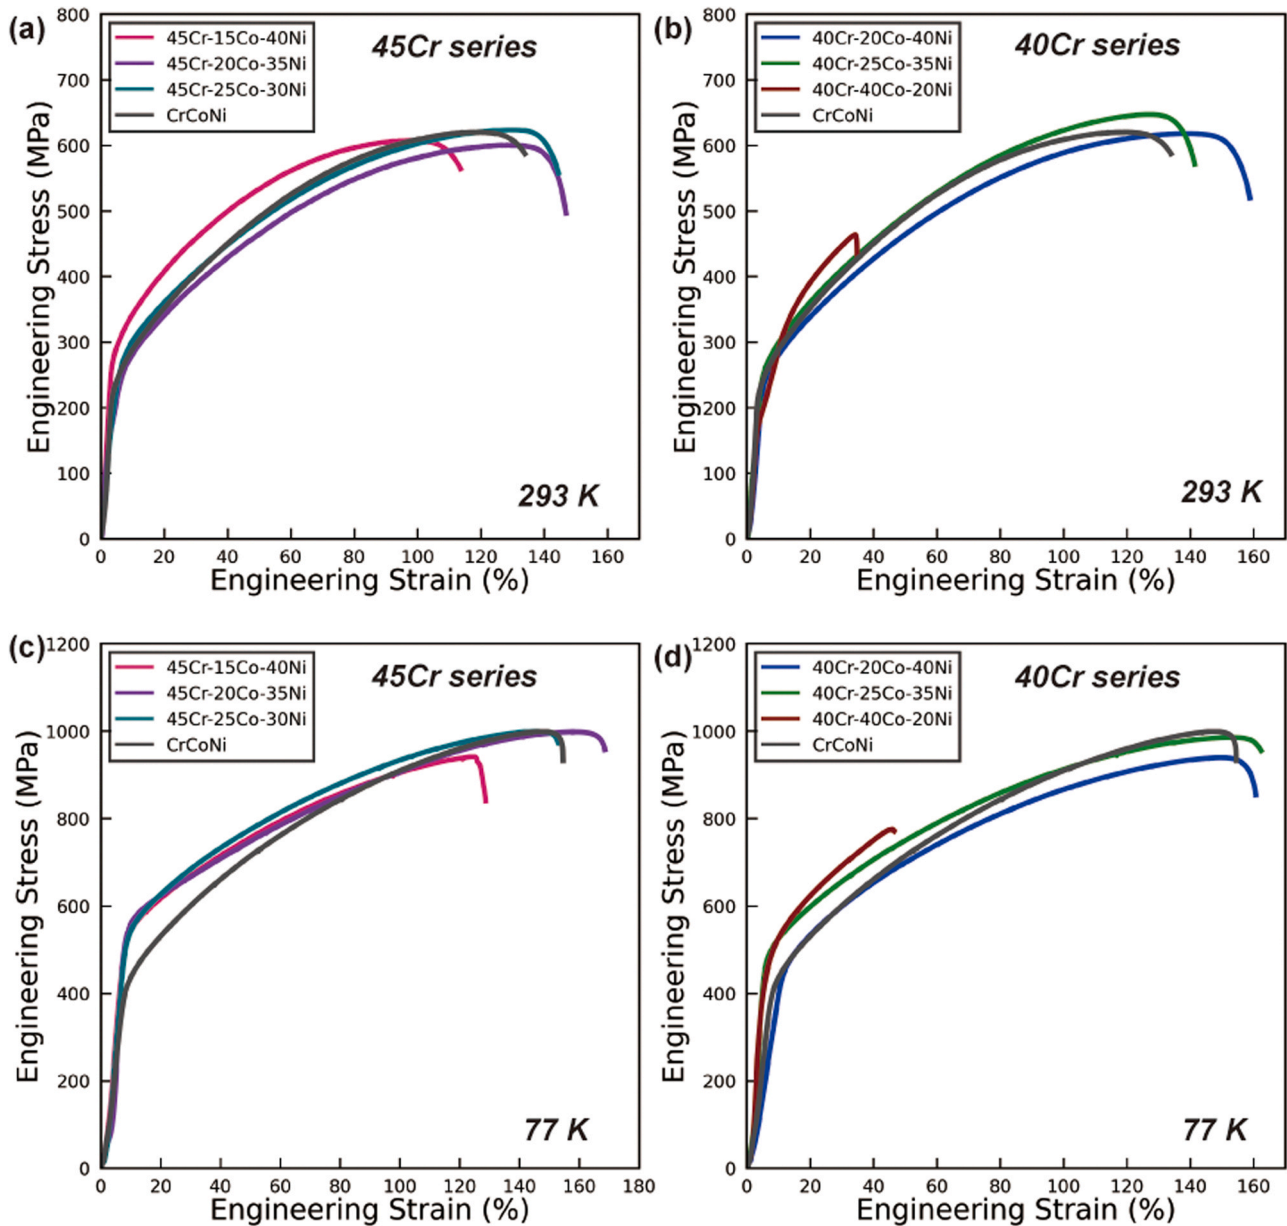 (a)
800
700
600
500
400
300
200
100
0
Engineering Stress (MPa)
45Cr-15Co-40Ni
45Cr-20Co-35Ni
45Cr-25Co-30Ni
CrCoNi
45Cr series
293 K
0 20 40 60 80 100 120 140 160
Engineering Strain (%)
(b)
800
700
600
500
400
300
200
100
0
Engineering Stress (MPa)
40Cr-20Co-40Ni
40Cr-25Co-35Ni
40Cr-40Co-20Ni
CrCoNi
40Cr series
293 K
0 20 40 60 80 100 120 140 160
Engineering Strain (%)
(c)
1200
1000
800
600
400
200
0
Engineering Stress (MPa)
45Cr-15Co-40Ni
45Cr-20Co-35Ni
45Cr-25Co-30Ni
CrCoNi
45Cr series
77 K
0 20 40 60 80 100 120 140 160 180
Engineering Strain (%)
(d)
1200
1000
800
600
400
200
0
Engineering Stress (MPa)
40Cr-20Co-40Ni
40Cr-25Co-35Ni
40Cr-40Co-20Ni
CrCoNi
40Cr series
77 K
0 20 40 60 80 100 120 140 160
Engineering Strain (%)